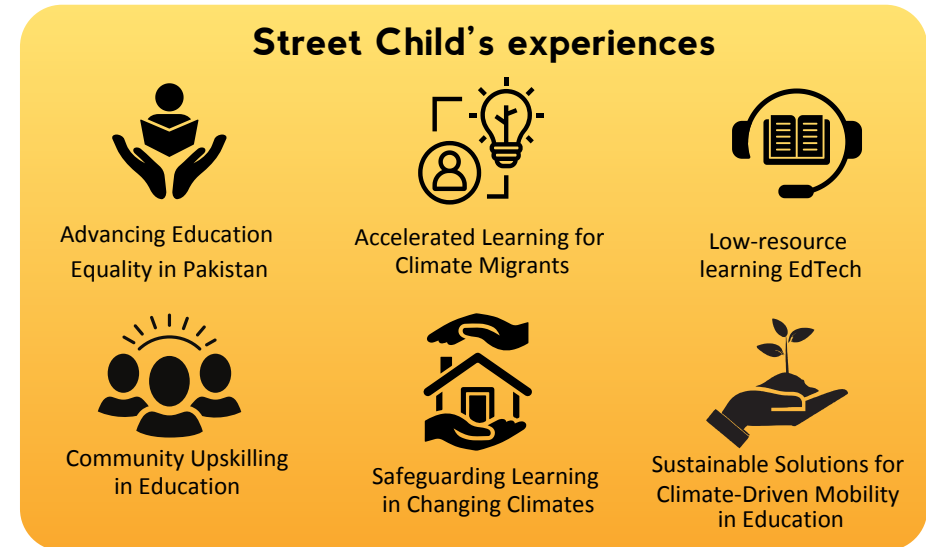 Street Child's experiences
Advancing Education
Equality in Pakistan
Accelerated Learning for
Climate Migrants
Low-resource
learning EdTech
Community Upskilling
in Education
Safeguarding Learning
in Changing Climates
Sustainable Solutions for
Climate-Driven Mobility
in Education